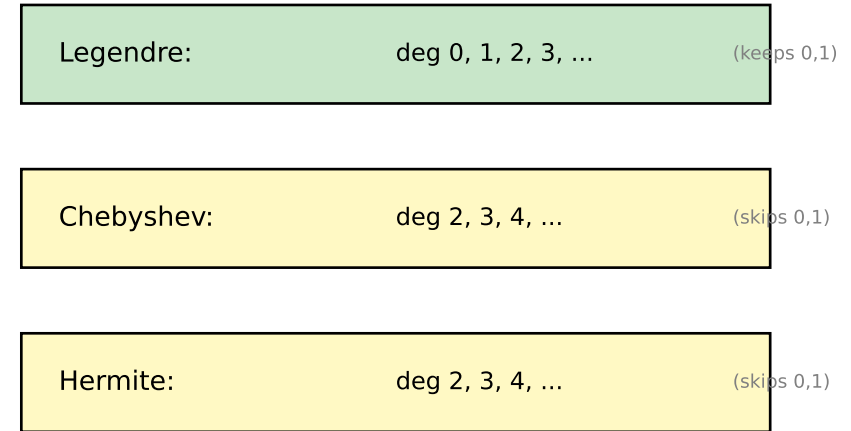 Legendre: deg 0, 1, 2, 3, ... (keeps 0,1)
Chebyshev: deg 2, 3, 4, ... (skips 0,1)
Hermite: deg 2, 3, 4, ... (skips 0,1)